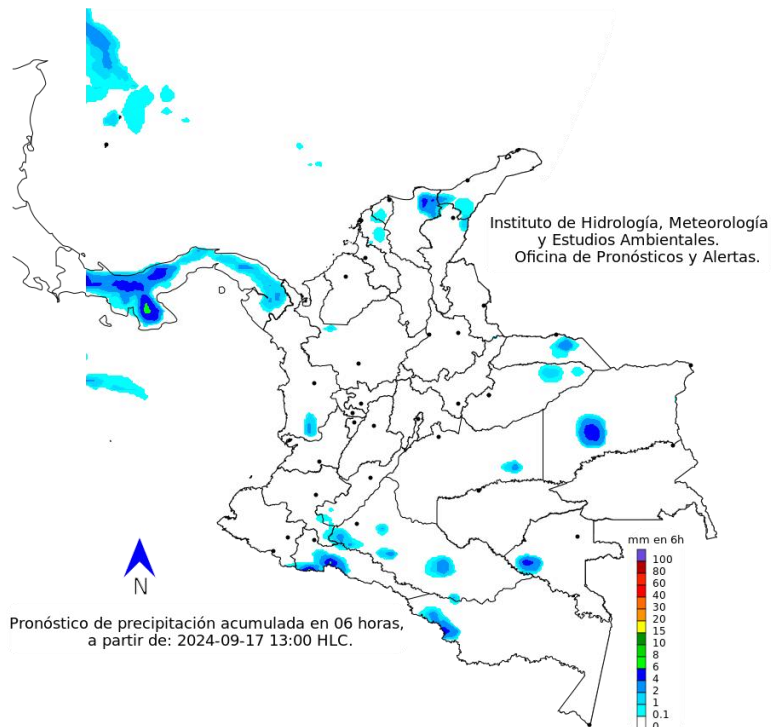 Instituto de Hidrología, Meteorología
y Estudios Ambientales.
Oficina de Pronósticos y Alertas.
N
mm en 6h
100
80
60
40
30
20
15
10
8
6
4
2
1
0.1
0
Pronóstico de precipitación acumulada en 06 horas,
a partir de: 2024-09-17 13:00 HLC.